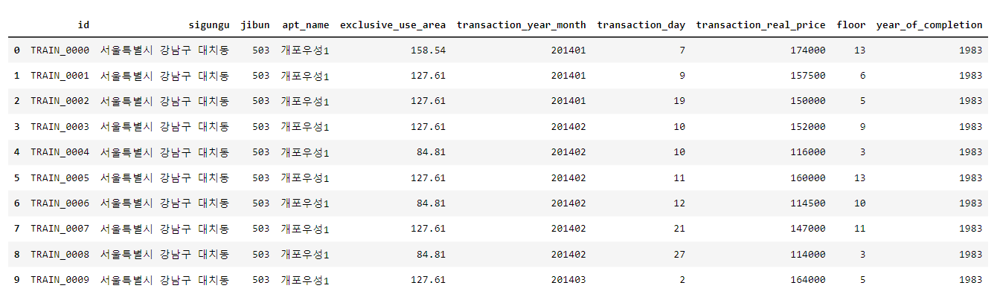 id sigungu jibun apt_name exclusive_use_area transaction_year_month transaction_day transaction_real_price floor year_of_completion
0 TRAIN_0000 서울특별시 강남구 대치동 503 개포우성1 158.54 201401 7 174000 13 1983
1 TRAIN_0001 서울특별시 강남구 대치동 503 개포우성1 127.61 201401 9 157500 6 1983
2 TRAIN_0002 서울특별시 강남구 대치동 503 개포우성1 127.61 201401 19 150000 5 1983
3 TRAIN_0003 서울특별시 강남구 대치동 503 개포우성1 127.61 201402 10 152000 9 1983
4 TRAIN_0004 서울특별시 강남구 대치동 503 개포우성1 84.81 201402 10 116000 3 1983
5 TRAIN_0005 서울특별시 강남구 대치동 503 개포우성1 127.61 201402 11 160000 13 1983
6 TRAIN_0006 서울특별시 강남구 대치동 503 개포우성1 84.81 201402 12 114500 10 1983
7 TRAIN_0007 서울특별시 강남구 대치동 503 개포우성1 127.61 201402 21 147000 11 1983
8 TRAIN_0008 서울특별시 강남구 대치동 503 개포우성1 84.81 201402 27 114000 3 1983
9 TRAIN_0009 서울특별시 강남구 대치동 503 개포우성1 127.61 201403 2 164000 5 1983